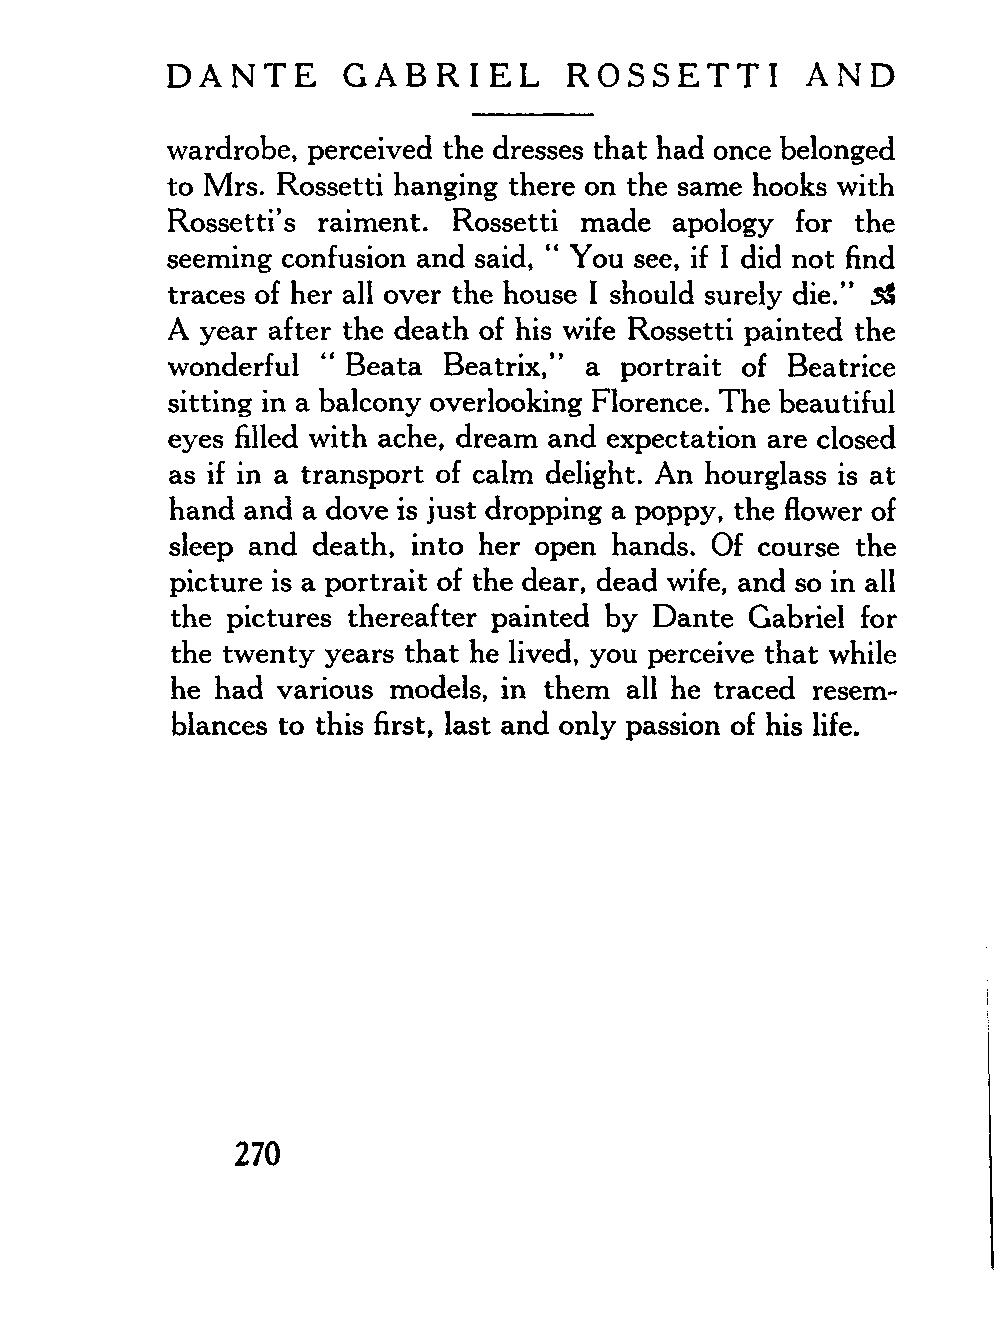 DANTE GABRIEL ROSSETTI AND
wardrobe, perceived the dresses that had once belonged
to Mrs. Rossetti hanging there on the same hooks with
Rossetti's raiment. Rossetti made apology for the
seeming confusion and said, " You see, if I did not find
traces of her all over the house I should surely die."
A year after the death of his wife Rossetti painted the
wonderful " Beata Beatrix," a portrait of Beatrice
sitting in a balcony overlooking Florence. The beautiful
eyes filled with ache, dream and expectation are closed
as if in a transport of calm delight. An hourglass is at
hand and a dove is just dropping a poppy, the flower of
sleep and death, into her open hands. Of course the
picture is a portrait of the dear, dead wife, and so in all
the pictures thereafter painted by Dante Gabriel for
the twenty years that he lived, you perceive that while
he had various models, in them all he traced resem-
blances to this first, last and only passion of his life.
270